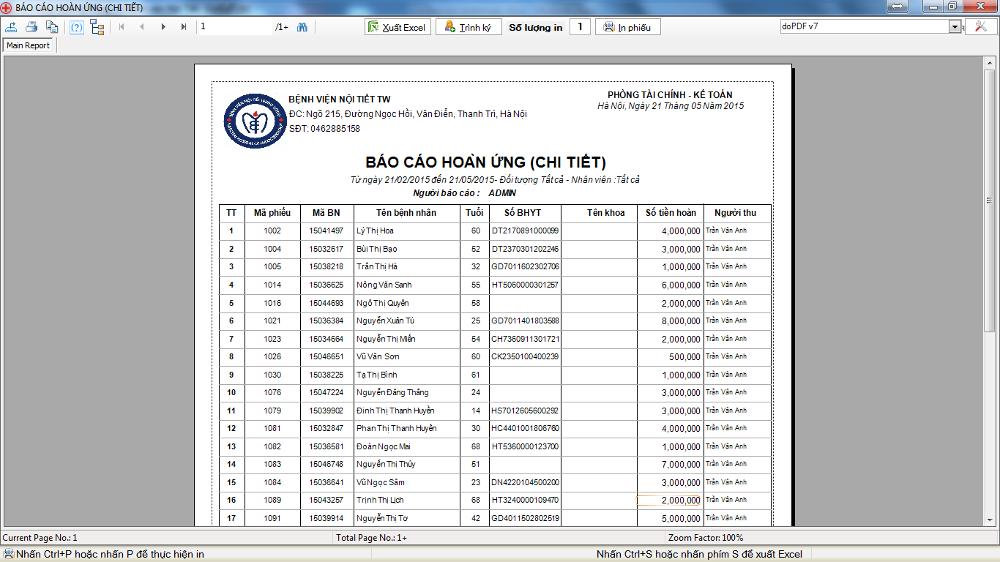 BÁO CÁO HOÀN ỨNG (CHI TIẾT)
1 /1+ Xuất Excel Trình ký Số lượng in 1 In phiếu doPDF v7
Main Report
BỆNH VIỆN NỘI TIẾT TW
ĐC: Ngõ 215, Đường Ngọc Hồi, Văn Điển, Thanh Trì, Hà Nội
SĐT: 0462885158
PHÒNG TÀI CHÍNH - KẾ TOÁN
Hà Nội, Ngày 21 Tháng 05 Năm 2015
BÁO CÁO HOÀN ỨNG (CHI TIẾT)
Từ ngày 21/02/2015 đến 21/05/2015- Đối tượng Tất cả - Nhân viên :Tất cả
Người báo cáo : ADMIN
TT Mã phiếu Mã BN Tên bệnh nhân Tuổi Số BHYT Tên khoa Số tiền hoàn Người thu
1 1002 15041497 Lý Thị Hoa 60 DT2170891000099 4,000,000 Trần Vân Anh
2 1004 15032617 Bùi Thị Bạo 52 DT2370301202246 3,000,000 Trần Vân Anh
3 1005 15038218 Trần Thị Hà 32 GD7011602302706 1,000,000 Trần Vân Anh
4 1014 15036625 Nông Văn Sanh 55 HT5060000301257 6,000,000 Trần Vân Anh
5 1016 15044693 Ngô Thị Quyên 58 2,000,000 Trần Vân Anh
6 1021 15036384 Nguyễn Xuân Tú 25 GD7011401803588 8,000,000 Trần Vân Anh
7 1023 15034664 Nguyễn Thị Miến 54 CH7360911301721 2,000,000 Trần Vân Anh
8 1026 15046651 Vũ Văn Sơn 60 CK2350100400239 500,000 Trần Vân Anh
9 1030 15038225 Tạ Thị Bình 61 1,000,000 Trần Vân Anh
10 1076 15047224 Nguyễn Đăng Thắng 24 3,000,000 Trần Vân Anh
11 1079 15039902 Đinh Thị Thanh Huyền 14 HS7012605600292 3,000,000 Trần Vân Anh
12 1081 15032847 Phan Thị Thanh Huyên 30 HC4401001806760 4,000,000 Trần Vân Anh
13 1082 15036581 Đoàn Ngọc Mai 68 HT5360000123700 1,000,000 Trần Vân Anh
14 1083 15046748 Nguyễn Thị Thúy 51 7,000,000 Trần Vân Anh
15 1084 15036641 Vũ Ngọc Sâm 23 DN4220104500200 3,000,000 Trần Vân Anh
16 1089 15043257 Trịnh Thị Lịch 68 HT3240000109470 2,000,000 Trần Vân Anh
17 1091 15039914 Nguyễn Thị Tơ 42 GD4011502802519 5,000,000 Trần Vân Anh
Current Page No.: 1 Total Page No.: 1+ Zoom Factor: 100%
Nhấn Ctrl+P hoặc nhấn P để thực hiện in Nhấn Ctrl+S hoặc nhấn phím S để xuất Excel